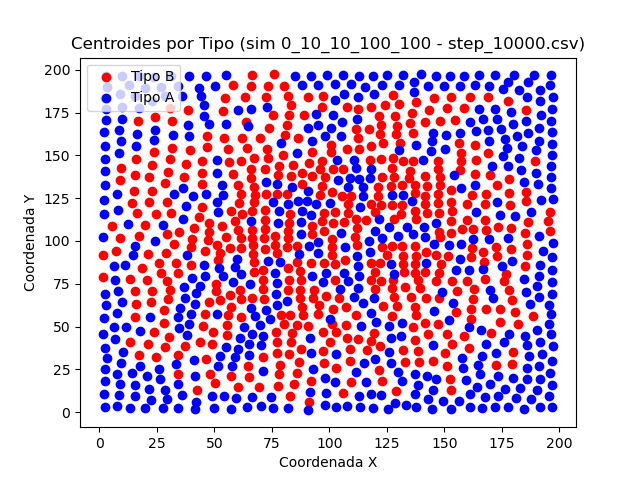 Centroides por Tipo (sim 0_10_10_100_100 - step_10000.csv)
Tipo B
Tipo A
200
175
150
125
100
75
50
25
0
Coordenada Y
0 25 50 75 100 125 150 175 200
Coordenada X